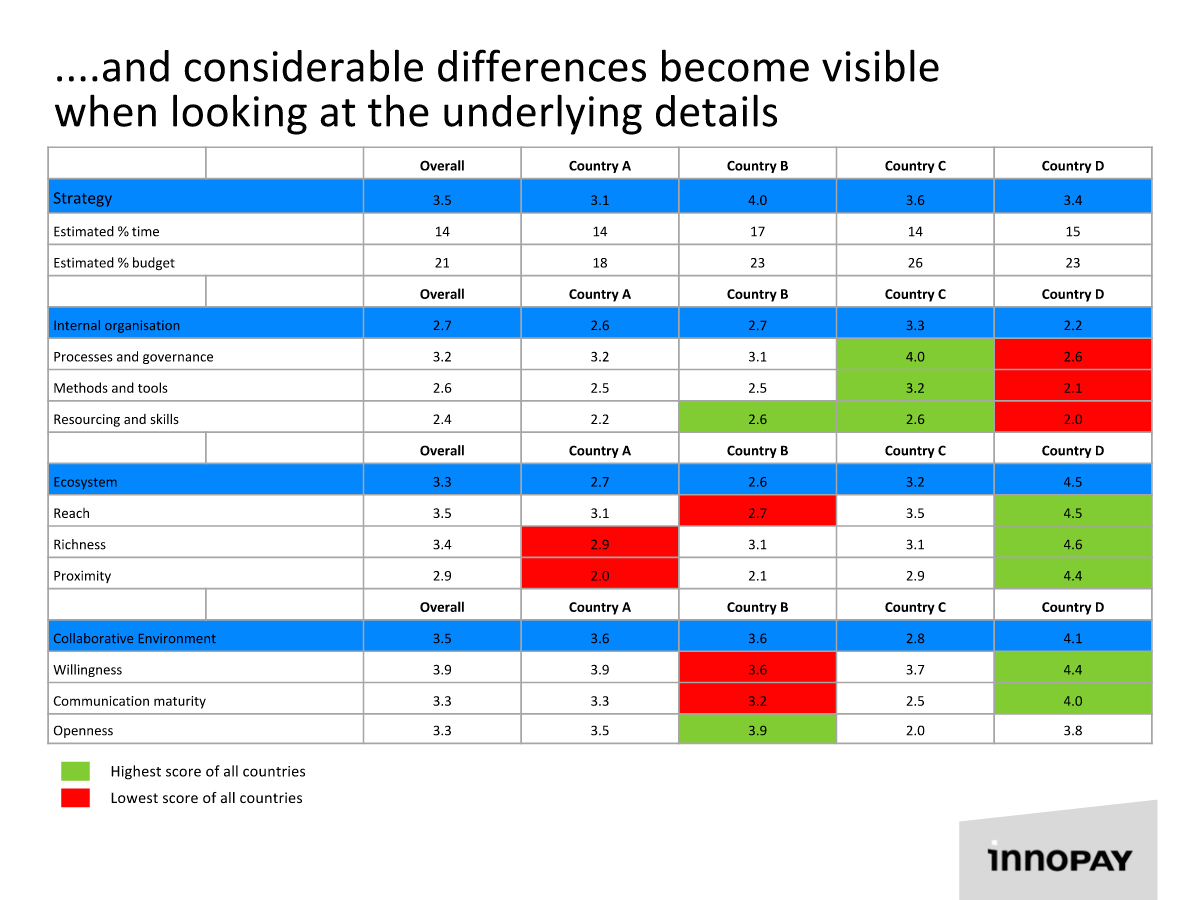 ....and considerable differences become visible
when looking at the underlying details
Overall Country A Country B Country C Country D
Strategy 3.5 3.1 4.0 3.6 3.4
Estimated % time 14 14 17 14 15
Estimated % budget 21 18 23 26 23
Overall Country A Country B Country C Country D
Internal organisation 2.7 2.6 2.7 3.3 2.2
Processes and governance 3.2 3.2 3.1 4.0 2.6
Methods and tools 2.6 2.5 2.5 3.2 2.1
Resourcing and skills 2.4 2.2 2.6 2.6 2.0
Overall Country A Country B Country C Country D
Ecosystem 3.3 2.7 2.6 3.2 4.5
Reach 3.5 3.1 2.7 3.5 4.5
Richness 3.4 2.9 3.1 3.1 4.6
Proximity 2.9 2.0 2.1 2.9 4.4
Overall Country A Country B Country C Country D
Collaborative Environment 3.5 3.6 3.6 2.8 4.1
Willingness 3.9 3.9 3.6 3.7 4.4
Communication maturity 3.3 3.3 3.2 2.5 4.0
Openness 3.3 3.5 3.9 2.0 3.8
Highest score of all countries
Lowest score of all countries
innoPAY